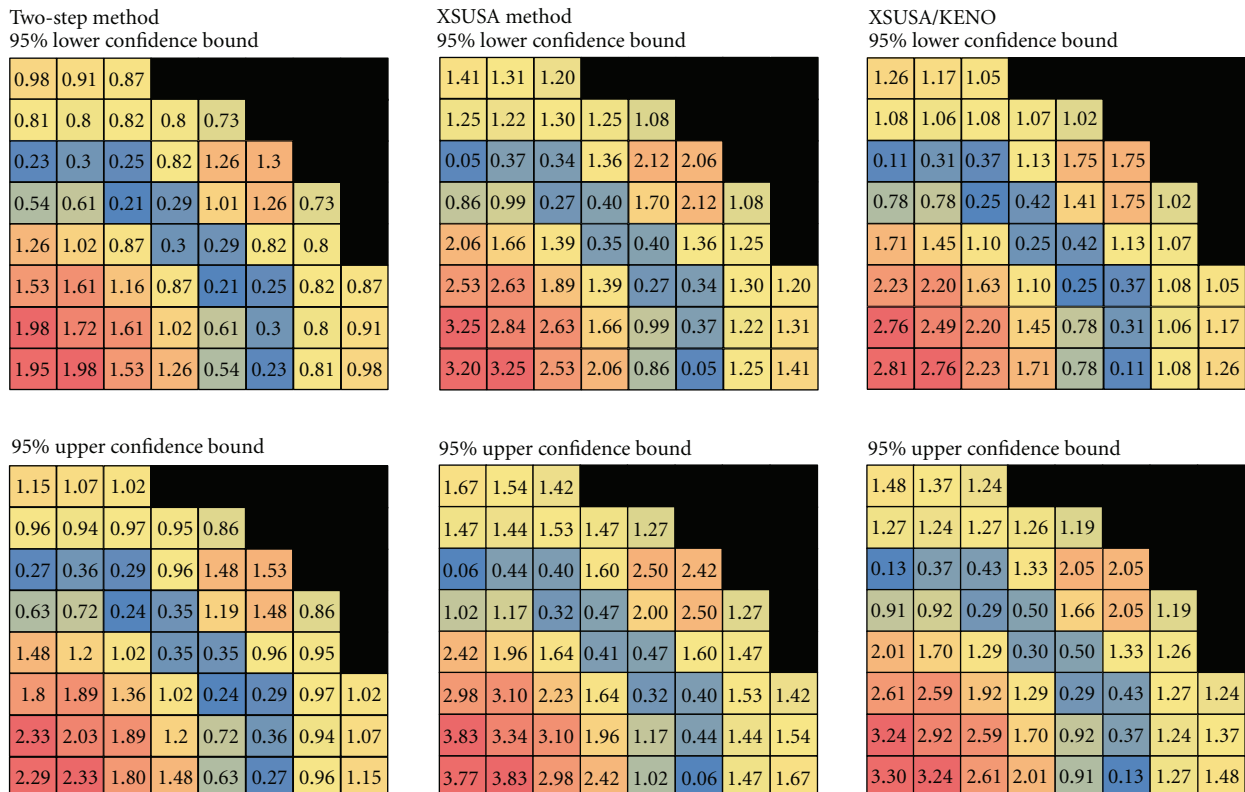 Two-step method
95% lower confidence bound
0.98 0.91 0.87
0.81 0.8 0.82 0.8 0.73
0.23 0.3 0.25 0.82 1.26 1.3
0.54 0.61 0.21 0.29 1.01 1.26 0.73
1.26 1.02 0.87 0.3 0.29 0.82 0.8
1.53 1.61 1.16 0.87 0.21 0.25 0.82 0.87
1.98 1.72 1.61 1.02 0.61 0.3 0.8 0.91
1.95 1.98 1.53 1.26 0.54 0.23 0.81 0.98
XSUSA method
95% lower confidence bound
1.41 1.31 1.20
1.25 1.22 1.30 1.25 1.08
0.05 0.37 0.34 1.36 2.12 2.06
0.86 0.99 0.27 0.40 1.70 2.12 1.08
2.06 1.66 1.39 0.35 0.40 1.36 1.25
2.53 2.63 1.89 1.39 0.27 0.34 1.30 1.20
3.25 2.84 2.63 1.66 0.99 0.37 1.22 1.31
3.20 3.25 2.53 2.06 0.86 0.05 1.25 1.41
XSUSA/KENO
95% lower confidence bound
1.26 1.17 1.05
1.08 1.06 1.08 1.07 1.02
0.11 0.31 0.37 1.13 1.75 1.75
0.78 0.78 0.25 0.42 1.41 1.75 1.02
1.71 1.45 1.10 0.25 0.42 1.13 1.07
2.23 2.20 1.63 1.10 0.25 0.37 1.08 1.05
2.76 2.49 2.20 1.45 0.78 0.31 1.06 1.17
2.81 2.76 2.23 1.71 0.78 0.11 1.08 1.26
95% upper confidence bound
1.15 1.07 1.02
0.96 0.94 0.97 0.95 0.86
0.27 0.36 0.29 0.96 1.48 1.53
0.63 0.72 0.24 0.35 1.19 1.48 0.86
1.48 1.2 1.02 0.35 0.35 0.96 0.95
1.8 1.89 1.36 1.02 0.24 0.29 0.97 1.02
2.33 2.03 1.89 1.2 0.72 0.36 0.94 1.07
2.29 2.33 1.80 1.48 0.63 0.27 0.96 1.15
95% upper confidence bound
1.67 1.54 1.42
1.47 1.44 1.53 1.47 1.27
0.06 0.44 0.40 1.60 2.50 2.42
1.02 1.17 0.32 0.47 2.00 2.50 1.27
2.42 1.96 1.64 0.41 0.47 1.60 1.47
2.98 3.10 2.23 1.64 0.32 0.40 1.53 1.42
3.83 3.34 3.10 1.96 1.17 0.44 1.44 1.54
3.77 3.83 2.98 2.42 1.02 0.06 1.47 1.67
95% upper confidence bound
1.48 1.37 1.24
1.27 1.24 1.27 1.26 1.19
0.13 0.37 0.43 1.33 2.05 2.05
0.91 0.92 0.29 0.50 1.66 2.05 1.19
2.01 1.70 1.29 0.30 0.50 1.33 1.26
2.61 2.59 1.92 1.29 0.29 0.43 1.27 1.24
3.24 2.92 2.59 1.70 0.92 0.37 1.24 1.37
3.30 3.24 2.61 2.01 0.91 0.13 1.27 1.48